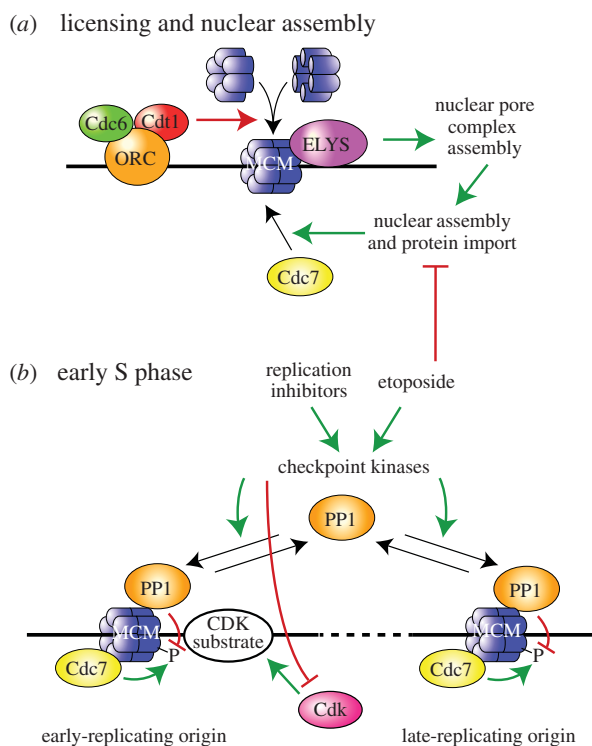 (a) licensing and nuclear assembly
Cdc6
Cdt1
ORC
MCM
ELYS
nuclear pore
complex
assembly
nuclear assembly
and protein import
Cdc7
(b) early S phase
replication
inhibitors
etoposide
checkpoint kinases
PP1
PP1
PP1
MCM
CDK
substrate
MCM
P
P
Cdc7
Cdc7
Cdk
early-replicating origin
late-replicating origin